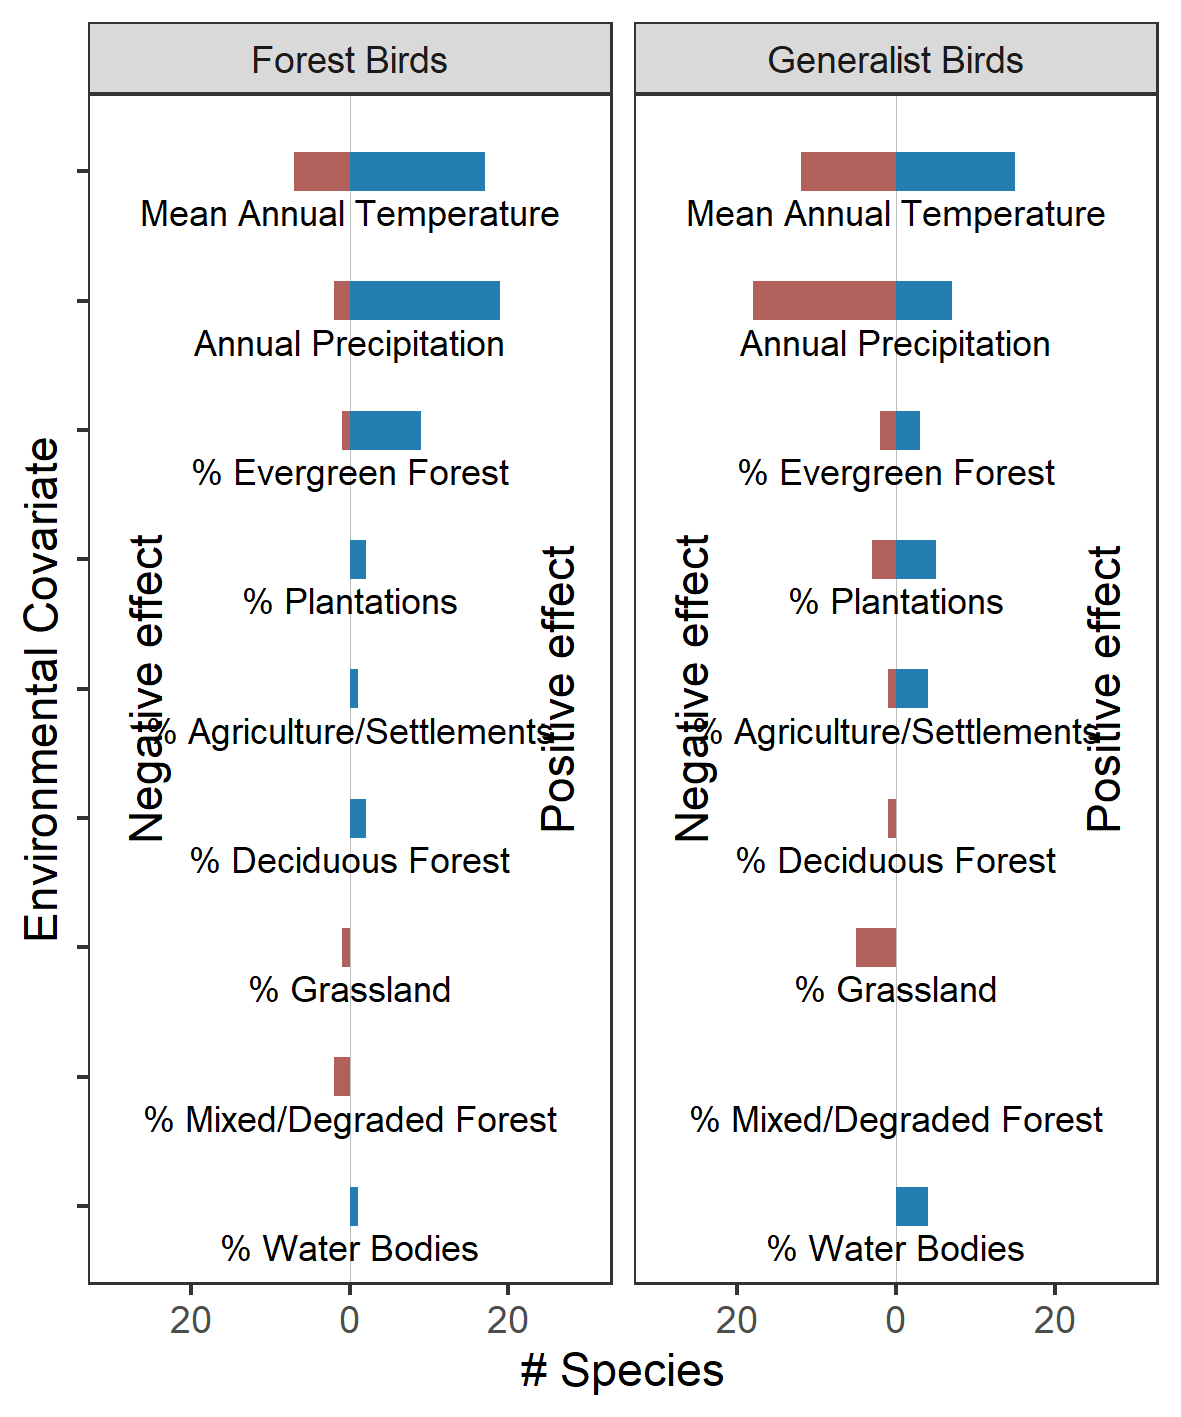 Forest Birds
Generalist Birds
Environmental Covariate
Negative effect
Positive effect
Mean Annual Temperature
Annual Precipitation
% Evergreen Forest
% Plantations
% Agriculture/Settlements
% Deciduous Forest
% Grassland
% Mixed/Degraded Forest
% Water Bodies
20 0 20
Negative effect
Positive effect
Mean Annual Temperature
Annual Precipitation
% Evergreen Forest
% Plantations
% Agriculture/Settlements
% Deciduous Forest
% Grassland
% Mixed/Degraded Forest
% Water Bodies
20 0 20
# Species